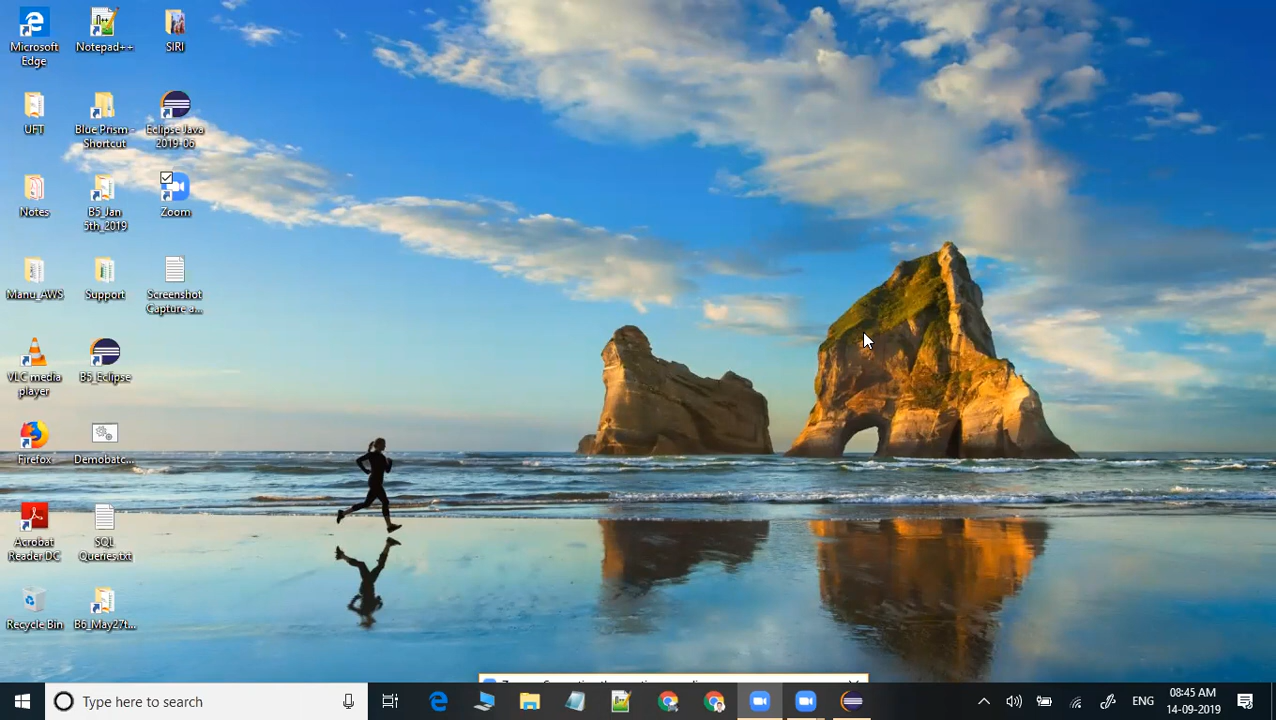 Microsoft
Edge
Notepad++
SIRI
UFT
Blue Prism -
Shortcut
Eclipse Java
2019-06
Notes
B5_Jan
5th_2019
Zoom
Manu_AWS
Support
Screenshot
Capture a...
VLC media
player
B5_Eclipse
Firefox
Demobatc...
Acrobat
Reader DC
SQL
Queries.txt
Recycle Bin
B6_May27t...
Type here to search
ENG
08:45 AM
14-09-2019